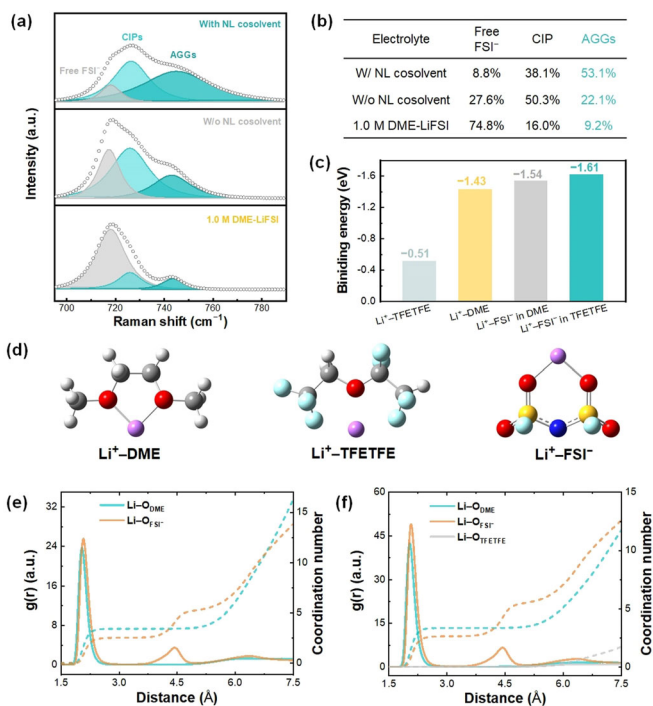 (a)
With NL cosolvent
CIPs
AGGs
Free FSI⁻
W/o NL cosolvent
1.0 M DME-LiFSI
Intensity (a.u.)
700 720 740 760 780
Raman shift (cm⁻¹)
(b)
Electrolyte Free FSI⁻ CIP AGGs
W/ NL cosolvent 8.8% 38.1% 53.1%
W/o NL cosolvent 27.6% 50.3% 22.1%
1.0 M DME-LiFSI 74.8% 16.0% 9.2%
(c)
Biniding energy (eV)
-1.6
-1.2
-0.8
-0.4
0.0
−0.51
−1.43
−1.54
−1.61
Li⁺–TFETFE
Li⁺–DME
Li⁺–FSI⁻ in DME
Li⁺–FSI⁻ in TFETFE
(d)
Li⁺–DME
Li⁺–TFETFE
Li⁺–FSI⁻
(e)
Li–O_DME
Li–O_FSI⁻
g(r) (a.u.)
32
24
16
8
0
15
10
5
0
Coordination number
1.5 3.0 4.5 6.0 7.5
Distance (Å)
(f)
Li–O_DME
Li–O_FSI⁻
Li–O_TFETFE
g(r) (a.u.)
60
45
30
15
0
15
12
9
6
3
0
Coordination number
1.5 3.0 4.5 6.0 7.5
Distance (Å)